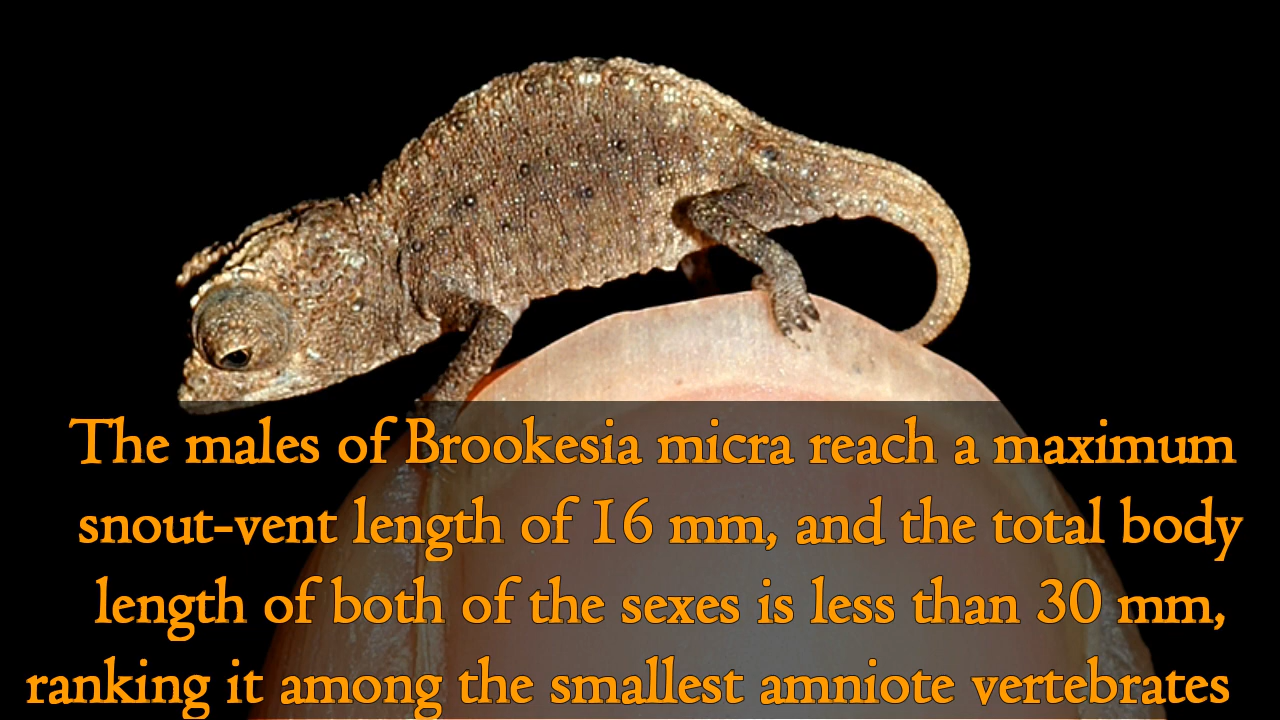 The males of Brookesia micra reach a maximum
snout-vent length of 16 mm, and the total body
length of both of the sexes is less than 30 mm,
ranking it among the smallest amniote vertebrates